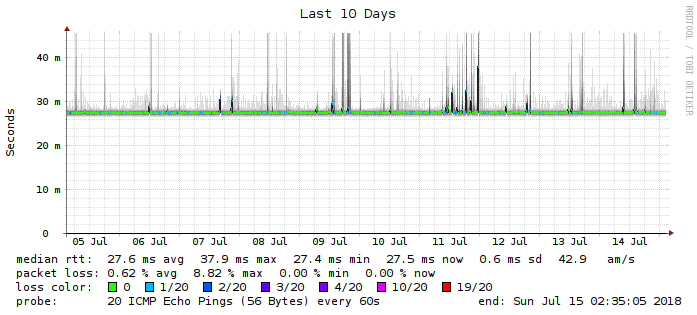 Last 10 Days
RRDTOOL / TOBI OETIKER
Seconds
40 m
30 m
20 m
10 m
0
05 Jul 06 Jul 07 Jul 08 Jul 09 Jul 10 Jul 11 Jul 12 Jul 13 Jul 14 Jul
median rtt: 27.6 ms avg 37.9 ms max 27.4 ms min 27.5 ms now 0.6 ms sd 42.9 am/s
packet loss: 0.62 % avg 8.82 % max 0.00 % min 0.00 % now
loss color: 0 1/20 2/20 3/20 4/20 10/20 19/20
probe: 20 ICMP Echo Pings (56 Bytes) every 60s end: Sun Jul 15 02:35:05 2018